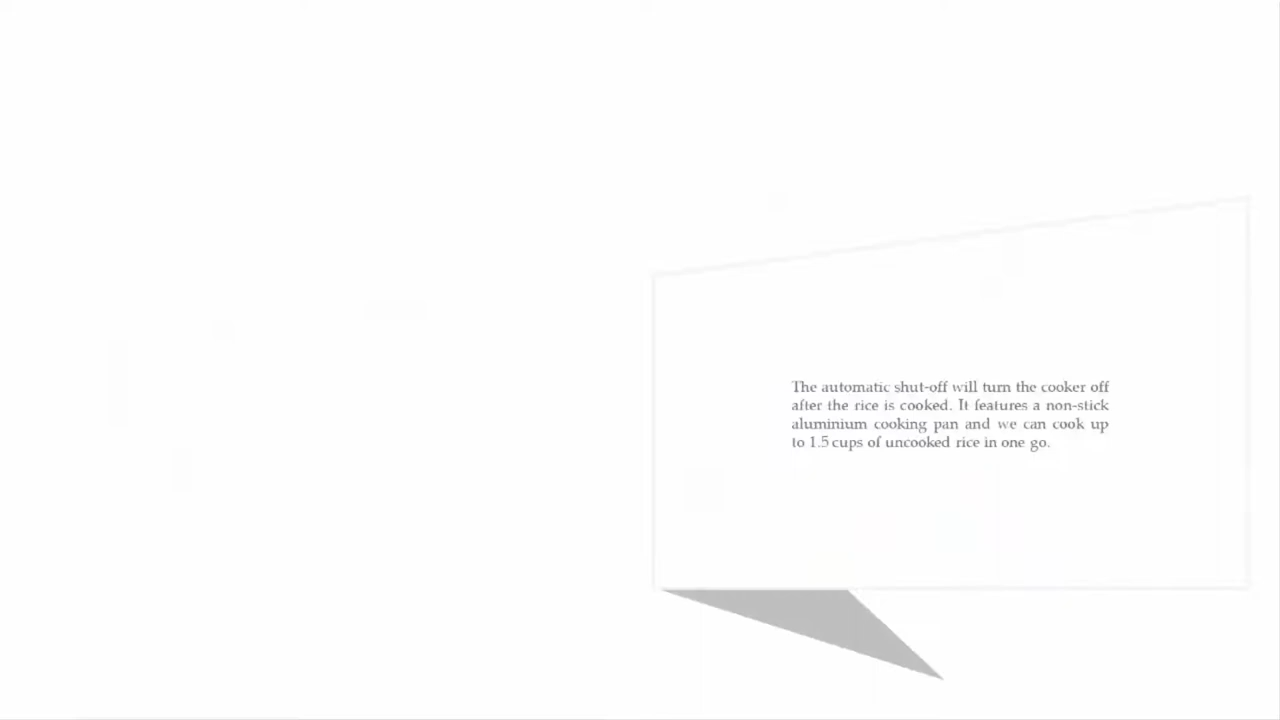 The automatic shut-off will turn the cooker off
after the rice is cooked. It features a non-stick
aluminium cooking pan and we can cook up
to 1.5 cups of uncooked rice in one go.